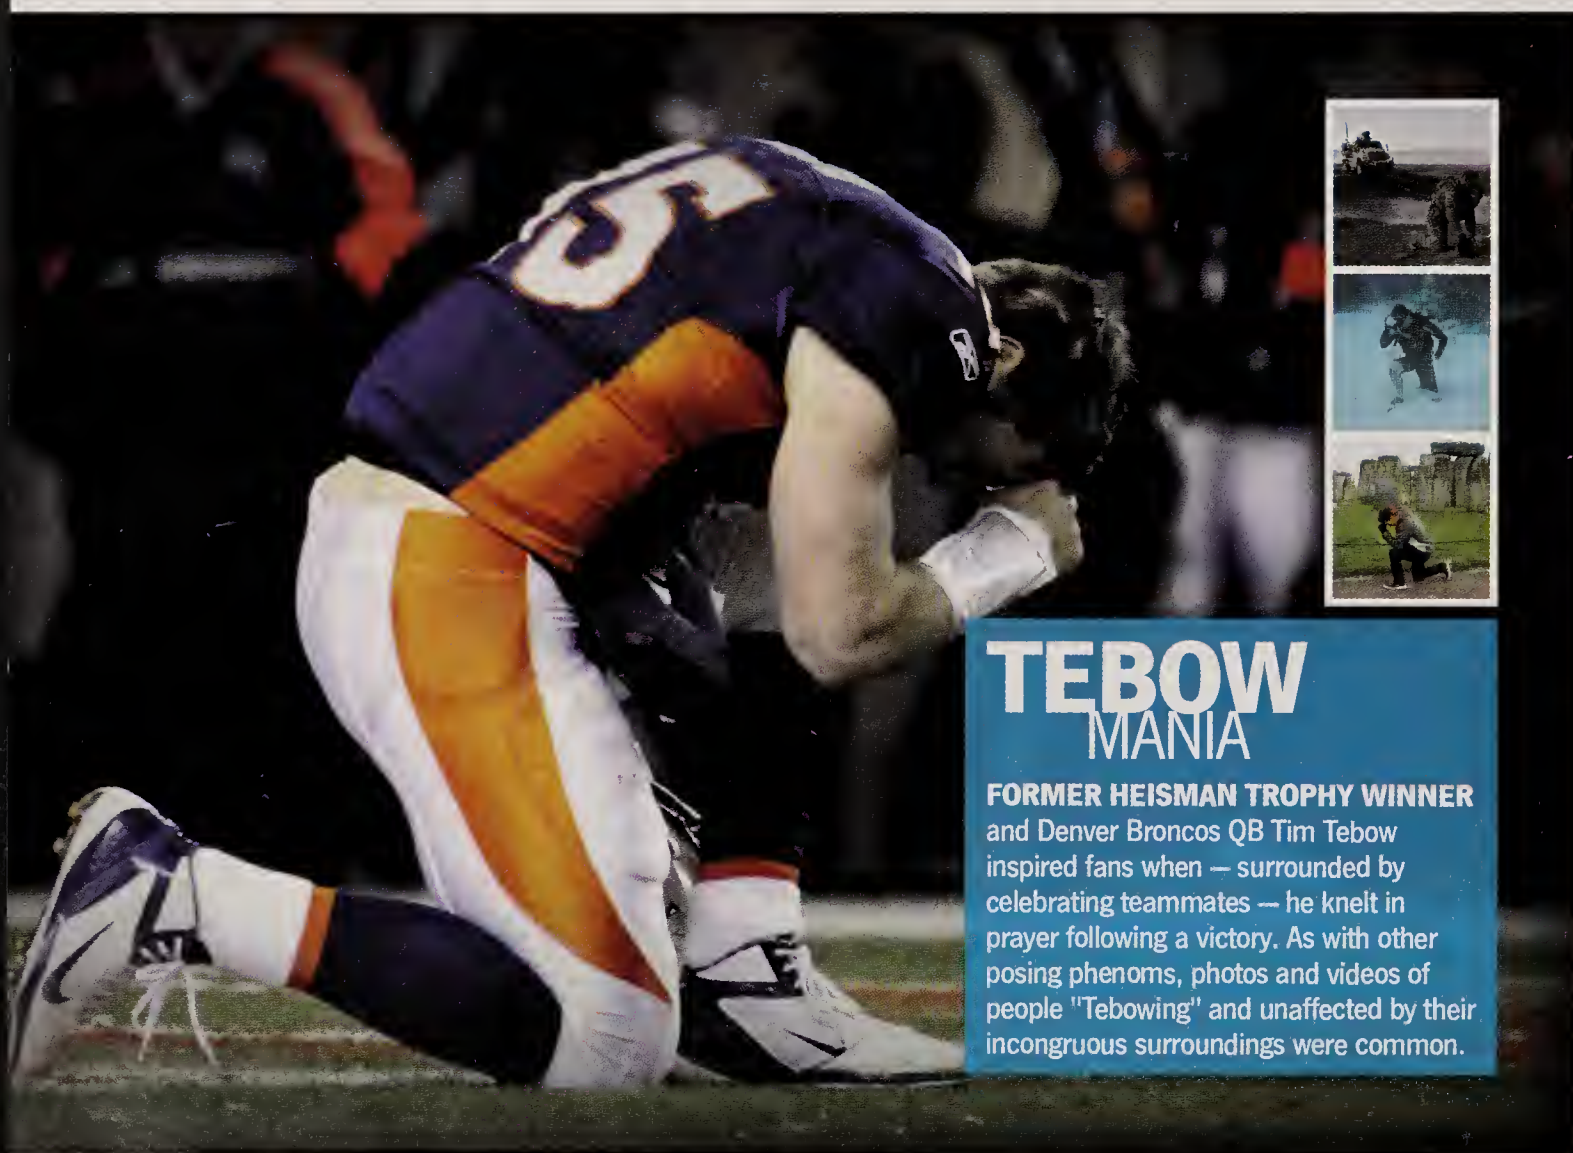 5
TEBOW
MANIA
FORMER HEISMAN TROPHY WINNER
and Denver Broncos QB Tim Tebow
inspired fans when — surrounded by
celebrating teammates — he knelt in
prayer following a victory. As with other
posing phenoms, photos and videos of
people "Tebowing" and unaffected by their
incongruous surroundings were common.